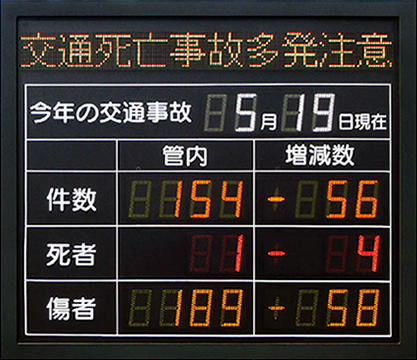 交通死亡事故多発注意
今年の交通事故 5月19日現在
管内 増減数
件数 154 - 56
死者 1 - 4
傷者 189 - 58